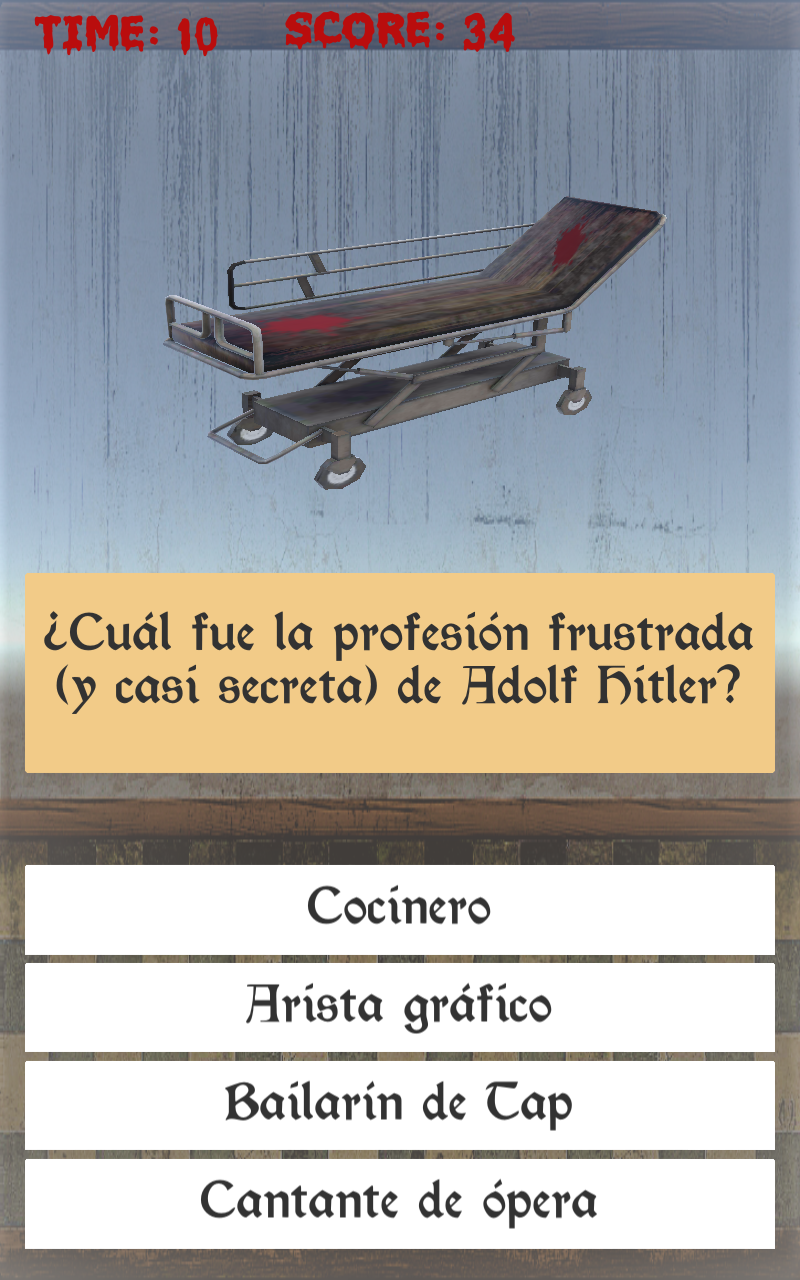 TIME: 10 SCORE: 34
¿Cuál fue la profesión frustrada
(y casi secreta) de Adolf Hitler?
Cocinero
Arista gráfico
Bailarín de Tap
Cantante de ópera